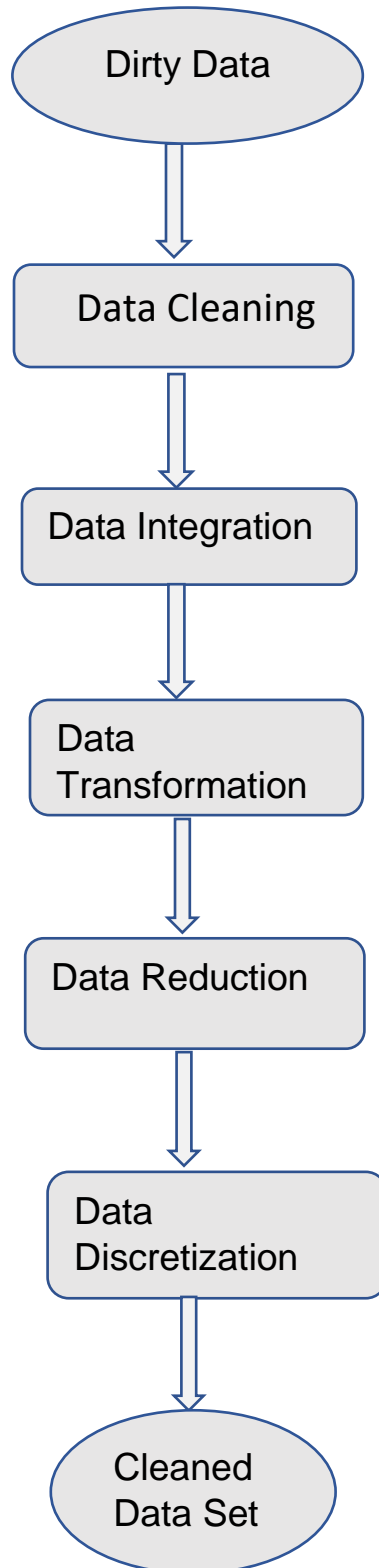 Dirty Data
Data Cleaning
Data Integration
Data
Transformation
Data Reduction
Data
Discretization
Cleaned
Data Set